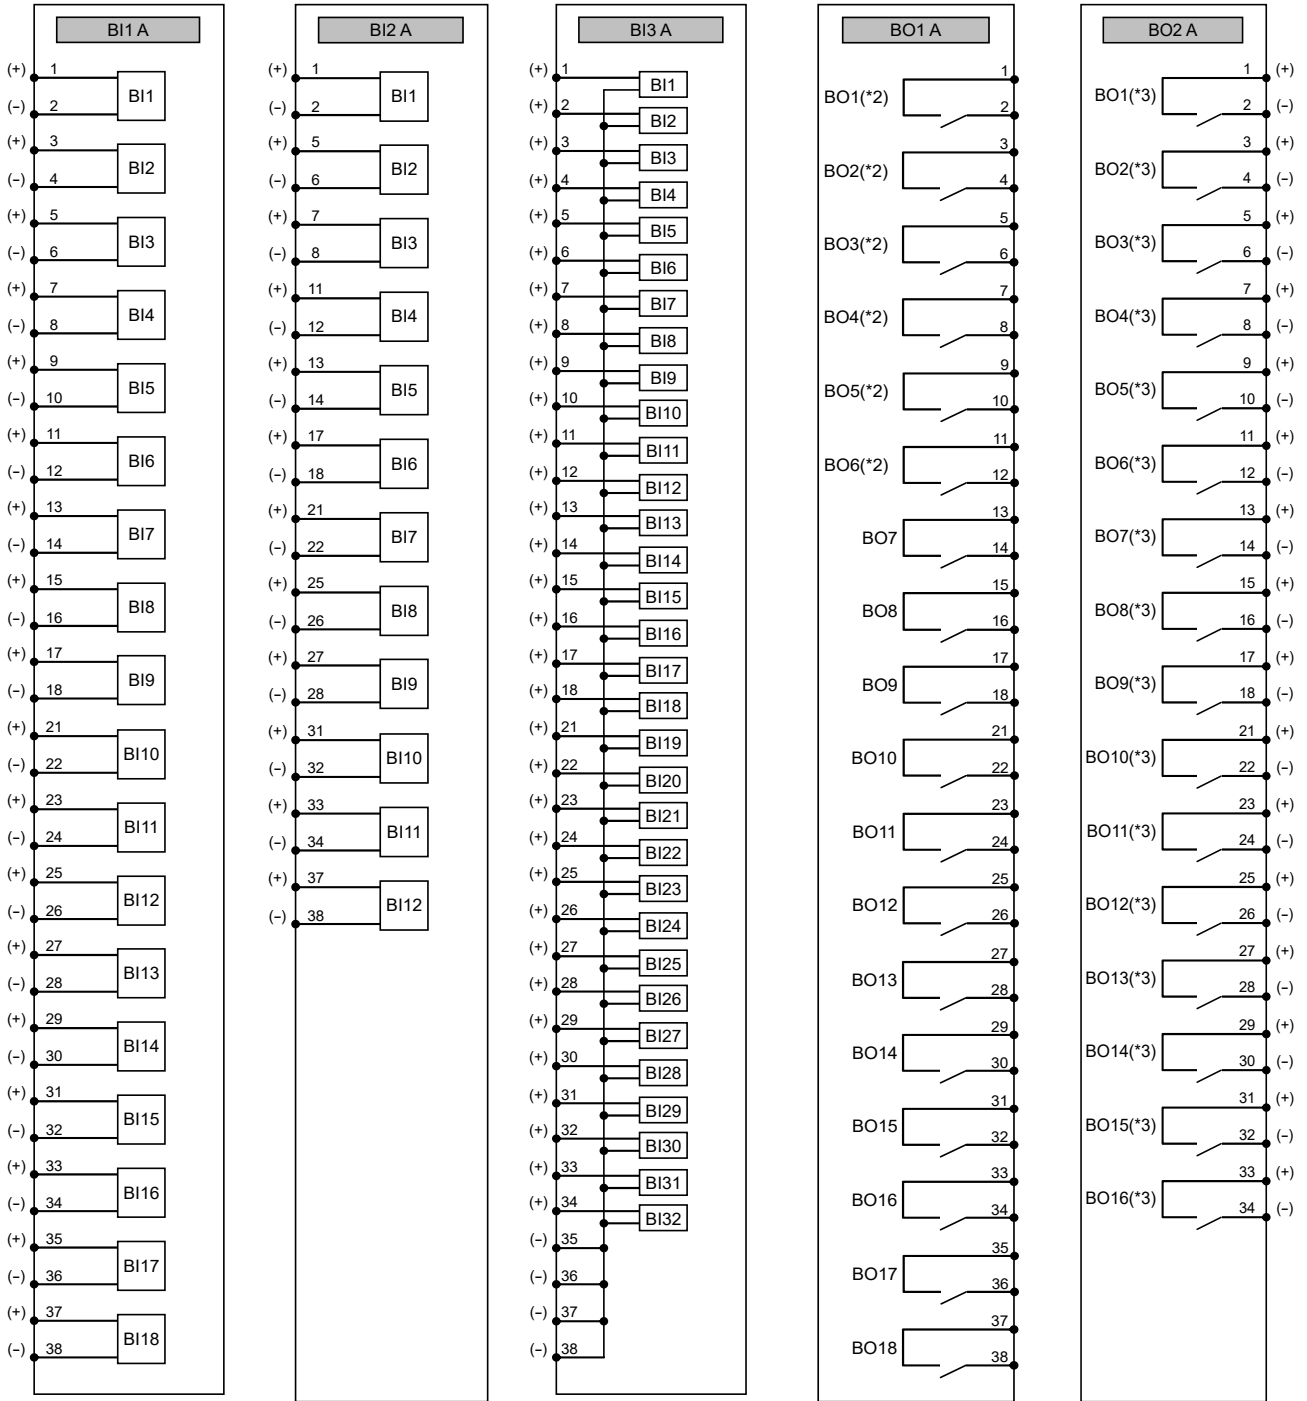 BI1 A
(+) 1
BI1
(−) 2
(+) 3
BI2
(−) 4
(+) 5
BI3
(−) 6
(+) 7
BI4
(−) 8
(+) 9
BI5
(−) 10
(+) 11
BI6
(−) 12
(+) 13
BI7
(−) 14
(+) 15
BI8
(−) 16
(+) 17
BI9
(−) 18
(+) 21
BI10
(−) 22
(+) 23
BI11
(−) 24
(+) 25
BI12
(−) 26
(+) 27
BI13
(−) 28
(+) 29
BI14
(−) 30
(+) 31
BI15
(−) 32
(+) 33
BI16
(−) 34
(+) 35
BI17
(−) 36
(+) 37
BI18
(−) 38
BI2 A
(+) 1
BI1
(−) 2
(+) 5
BI2
(−) 6
(+) 7
BI3
(−) 8
(+) 11
BI4
(−) 12
(+) 13
BI5
(−) 14
(+) 17
BI6
(−) 18
(+) 21
BI7
(−) 22
(+) 25
BI8
(−) 26
(+) 27
BI9
(−) 28
(+) 31
BI10
(−) 32
(+) 33
BI11
(−) 34
(+) 37
BI12
(−) 38
BI3 A
(+) 1 BI1
(+) 2 BI2
(+) 3 BI3
(+) 4 BI4
(+) 5 BI5
(+) 6 BI6
(+) 7 BI7
(+) 8 BI8
(+) 9 BI9
(+) 10 BI10
(+) 11 BI11
(+) 12 BI12
(+) 13 BI13
(+) 14 BI14
(+) 15 BI15
(+) 16 BI16
(+) 17 BI17
(+) 18 BI18
(+) 21 BI19
(+) 22 BI20
(+) 23 BI21
(+) 24 BI22
(+) 25 BI23
(+) 26 BI24
(+) 27 BI25
(+) 28 BI26
(+) 29 BI27
(+) 30 BI28
(+) 31 BI29
(+) 32 BI30
(+) 33 BI31
(+) 34 BI32
(−) 35
(−) 36
(−) 37
(−) 38
BO1 A
1
BO1(*2)
2
3
BO2(*2)
4
5
BO3(*2)
6
7
BO4(*2)
8
9
BO5(*2)
10
11
BO6(*2)
12
13
BO7
14
15
BO8
16
17
BO9
18
21
BO10
22
23
BO11
24
25
BO12
26
27
BO13
28
29
BO14
30
31
BO15
32
33
BO16
34
35
BO17
36
37
BO18
38
BO2 A
1 (+)
BO1(*3)
2 (−)
3 (+)
BO2(*3)
4 (−)
5 (+)
BO3(*3)
6 (−)
7 (+)
BO4(*3)
8 (−)
9 (+)
BO5(*3)
10 (−)
11 (+)
BO6(*3)
12 (−)
13 (+)
BO7(*3)
14 (−)
15 (+)
BO8(*3)
16 (−)
17 (+)
BO9(*3)
18 (−)
21 (+)
BO10(*3)
22 (−)
23 (+)
BO11(*3)
24 (−)
25 (+)
BO12(*3)
26 (−)
27 (+)
BO13(*3)
28 (−)
29 (+)
BO14(*3)
30 (−)
31 (+)
BO15(*3)
32 (−)
33 (+)
BO16(*3)
34 (−)